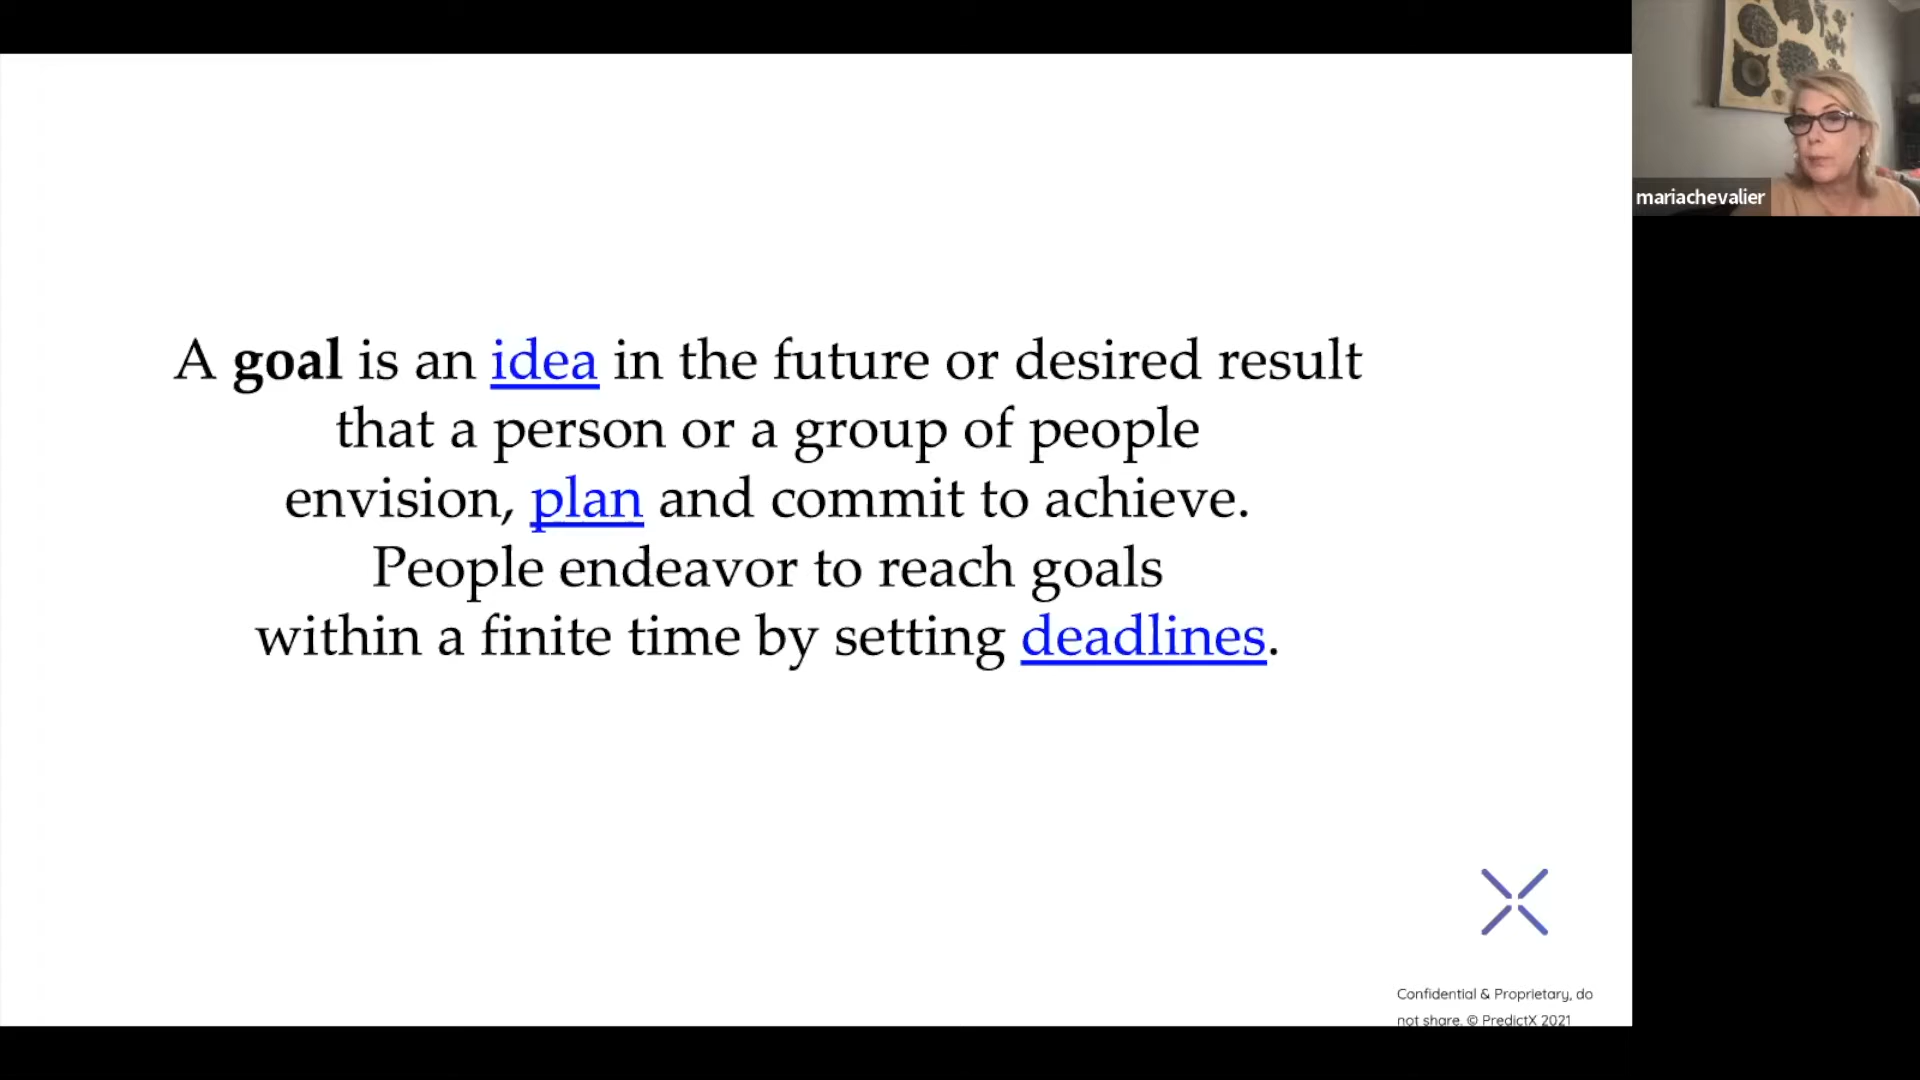 A goal is an idea in the future or desired result
that a person or a group of people
envision, plan and commit to achieve.
People endeavor to reach goals
within a finite time by setting deadlines.
mariachevalier
Confidential & Proprietary, do
not share. © PredictX 2021